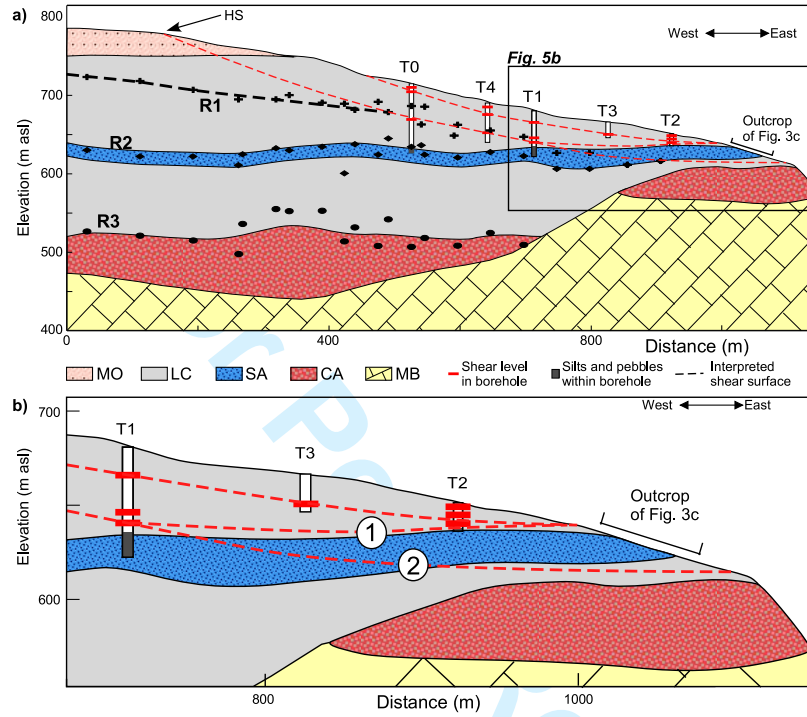 a)
HS
West East
800
700
600
500
400
Elevation (m asl)
R1
R2
R3
T0
T4
T1
T3
T2
Fig. 5b
Outcrop
of Fig. 3c
0
400
800
Distance (m)
MO
LC
SA
CA
MB
Shear level
in borehole
Silts and pebbles
within borehole
Interpreted
shear surface
b)
West East
700
600
Elevation (m asl)
T1
T3
T2
1
2
Outcrop
of Fig. 3c
800
1000
Distance (m)